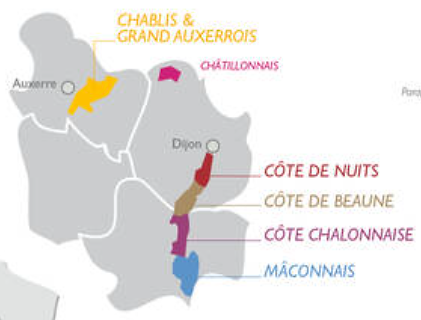 CHABLIS &
GRAND AUXERROIS
CHÂTILLONNAIS
Auxerre
Dijon
CÔTE DE NUITS
CÔTE DE BEAUNE
CÔTE CHALONNAISE
MÂCONNAIS